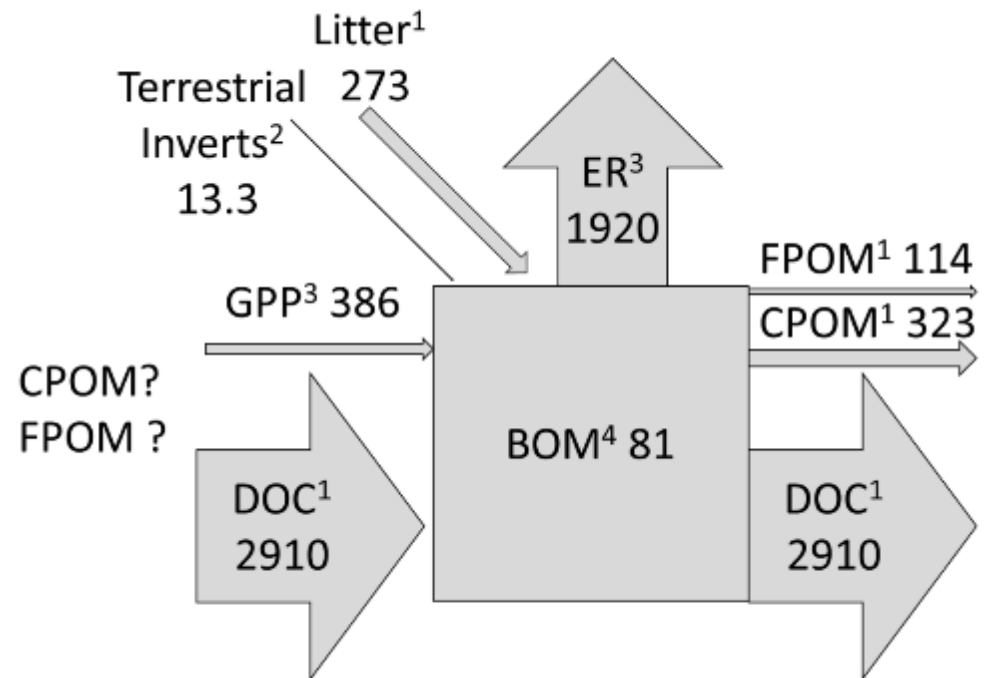 Litter¹
273
Terrestrial
Inverts²
13.3
ER³
1920
FPOM¹ 114
CPOM¹ 323
GPP³ 386
CPOM?
FPOM ?
BOM⁴ 81
DOC¹
2910
DOC¹
2910